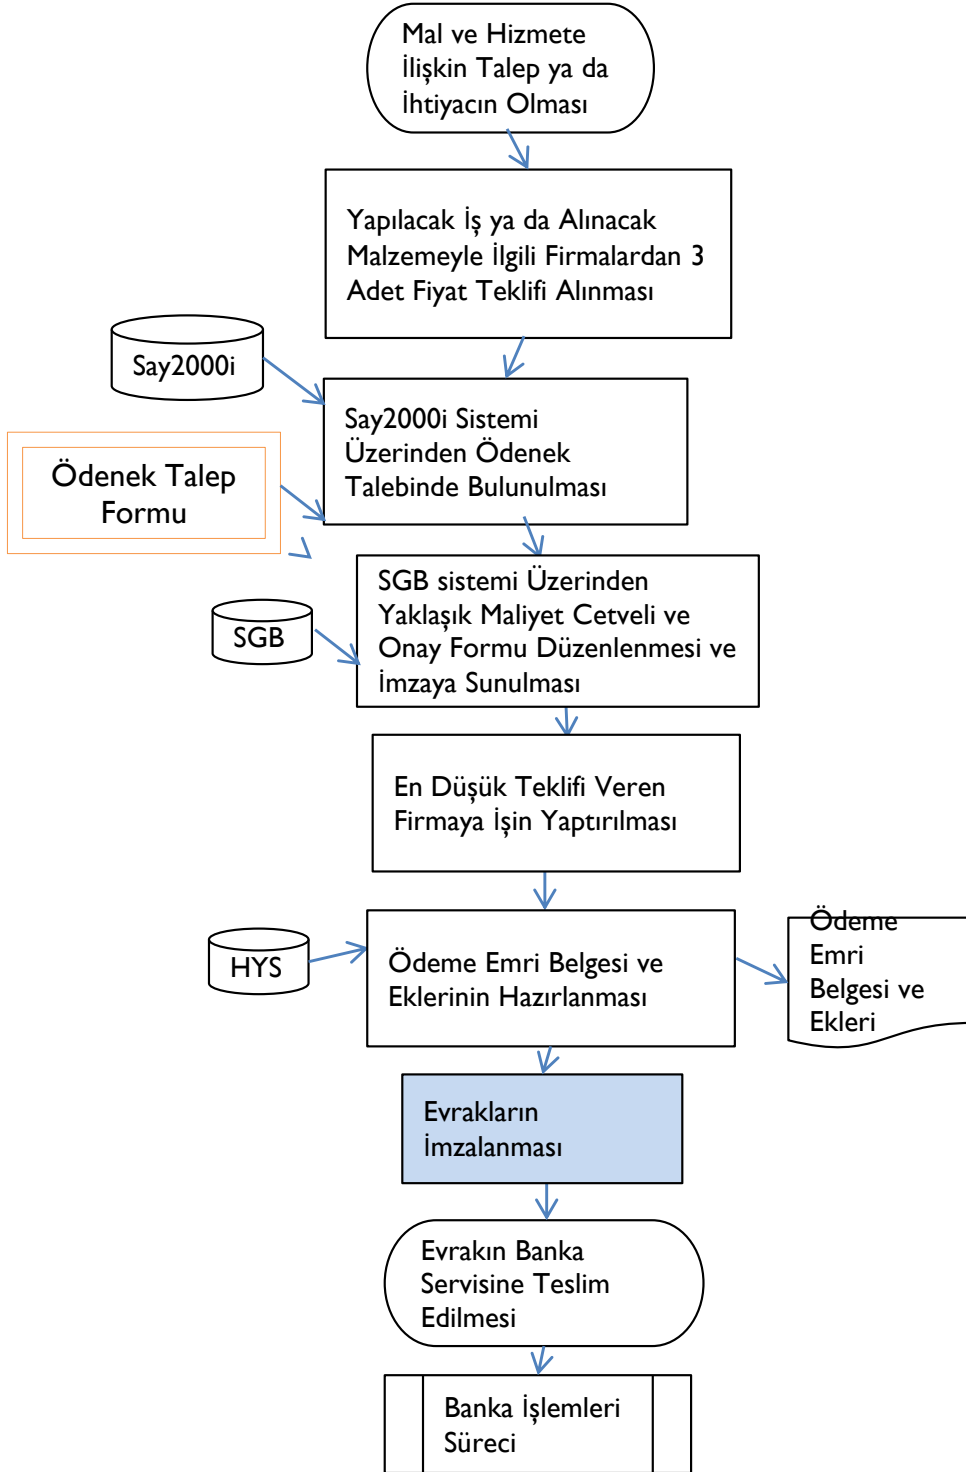 Mal ve Hizmete
İlişkin Talep ya da
İhtiyacın Olması
Yapılacak İş ya da Alınacak
Malzemeyle İlgili Firmalardan 3
Adet Fiyat Teklifi Alınması
Say2000i
Say2000i Sistemi
Üzerinden Ödenek
Talebinde Bulunulması
Ödenek Talep
Formu
SGB sistemi Üzerinden
Yaklaşık Maliyet Cetveli ve
Onay Formu Düzenlenmesi ve
İmzaya Sunulması
SGB
En Düşük Teklifi Veren
Firmaya İşin Yaptırılması
HYS
Ödeme Emri Belgesi ve
Eklerinin Hazırlanması
Ödeme
Emri
Belgesi ve
Ekleri
Evrakların
İmzalanması
Evrakın Banka
Servisine Teslim
Edilmesi
Banka İşlemleri
Süreci